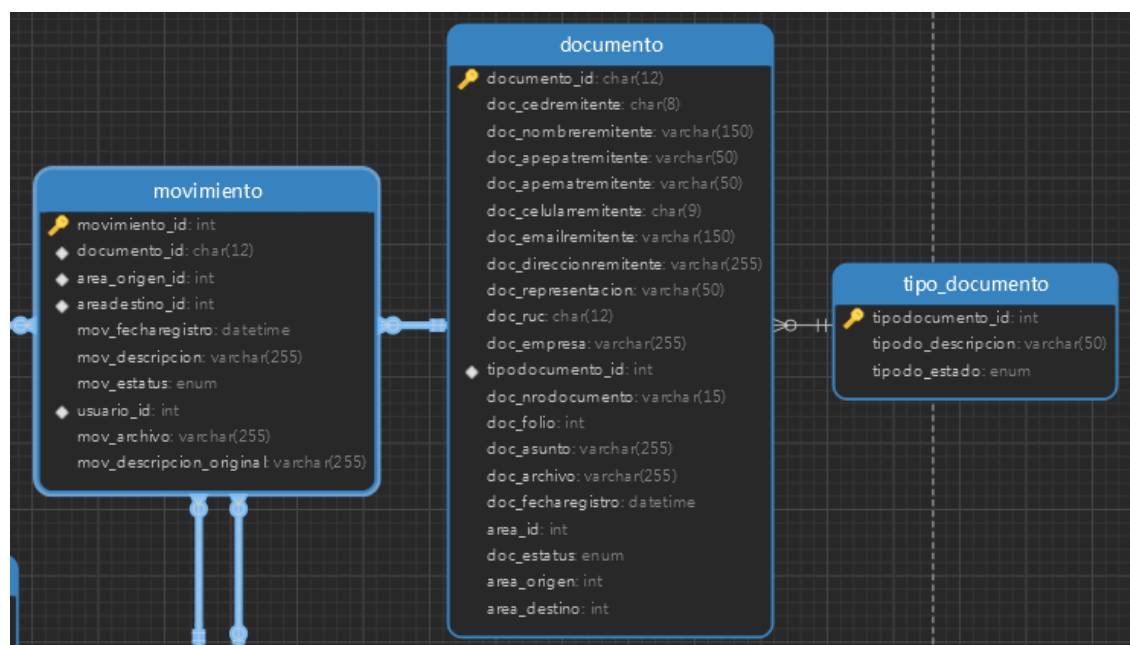 movimiento
movimiento_id: int
documento_id: char(12)
area_origen_id: int
areadestino_id: int
mov_fecharegistro: datetime
mov_descripcion: varchar(255)
mov_estatus: enum
usuario_id: int
mov_archivo: varchar(255)
mov_descripcion_original: varchar(255)
documento
documento_id: char(12)
doc_cedremitente: char(8)
doc_nombreremitente: varchar(150)
doc_apepatremitente: varchar(50)
doc_apematremitente: varchar(50)
doc_celularremitente: char(9)
doc_emailremitente: varchar(150)
doc_direccionremitente: varchar(255)
doc_representacion: varchar(50)
doc_ruc: char(12)
doc_empresa: varchar(255)
tipodocumento_id: int
doc_nrodocumento: varchar(15)
doc_folio: int
doc_asunto: varchar(255)
doc_archivo: varchar(255)
doc_fecharegistro: datetime
area_id: int
doc_estatus: enum
area_origen: int
area_destino: int
tipo_documento
tipodocumento_id: int
tipodo_descripcion: varchar(50)
tipodo_estado: enum